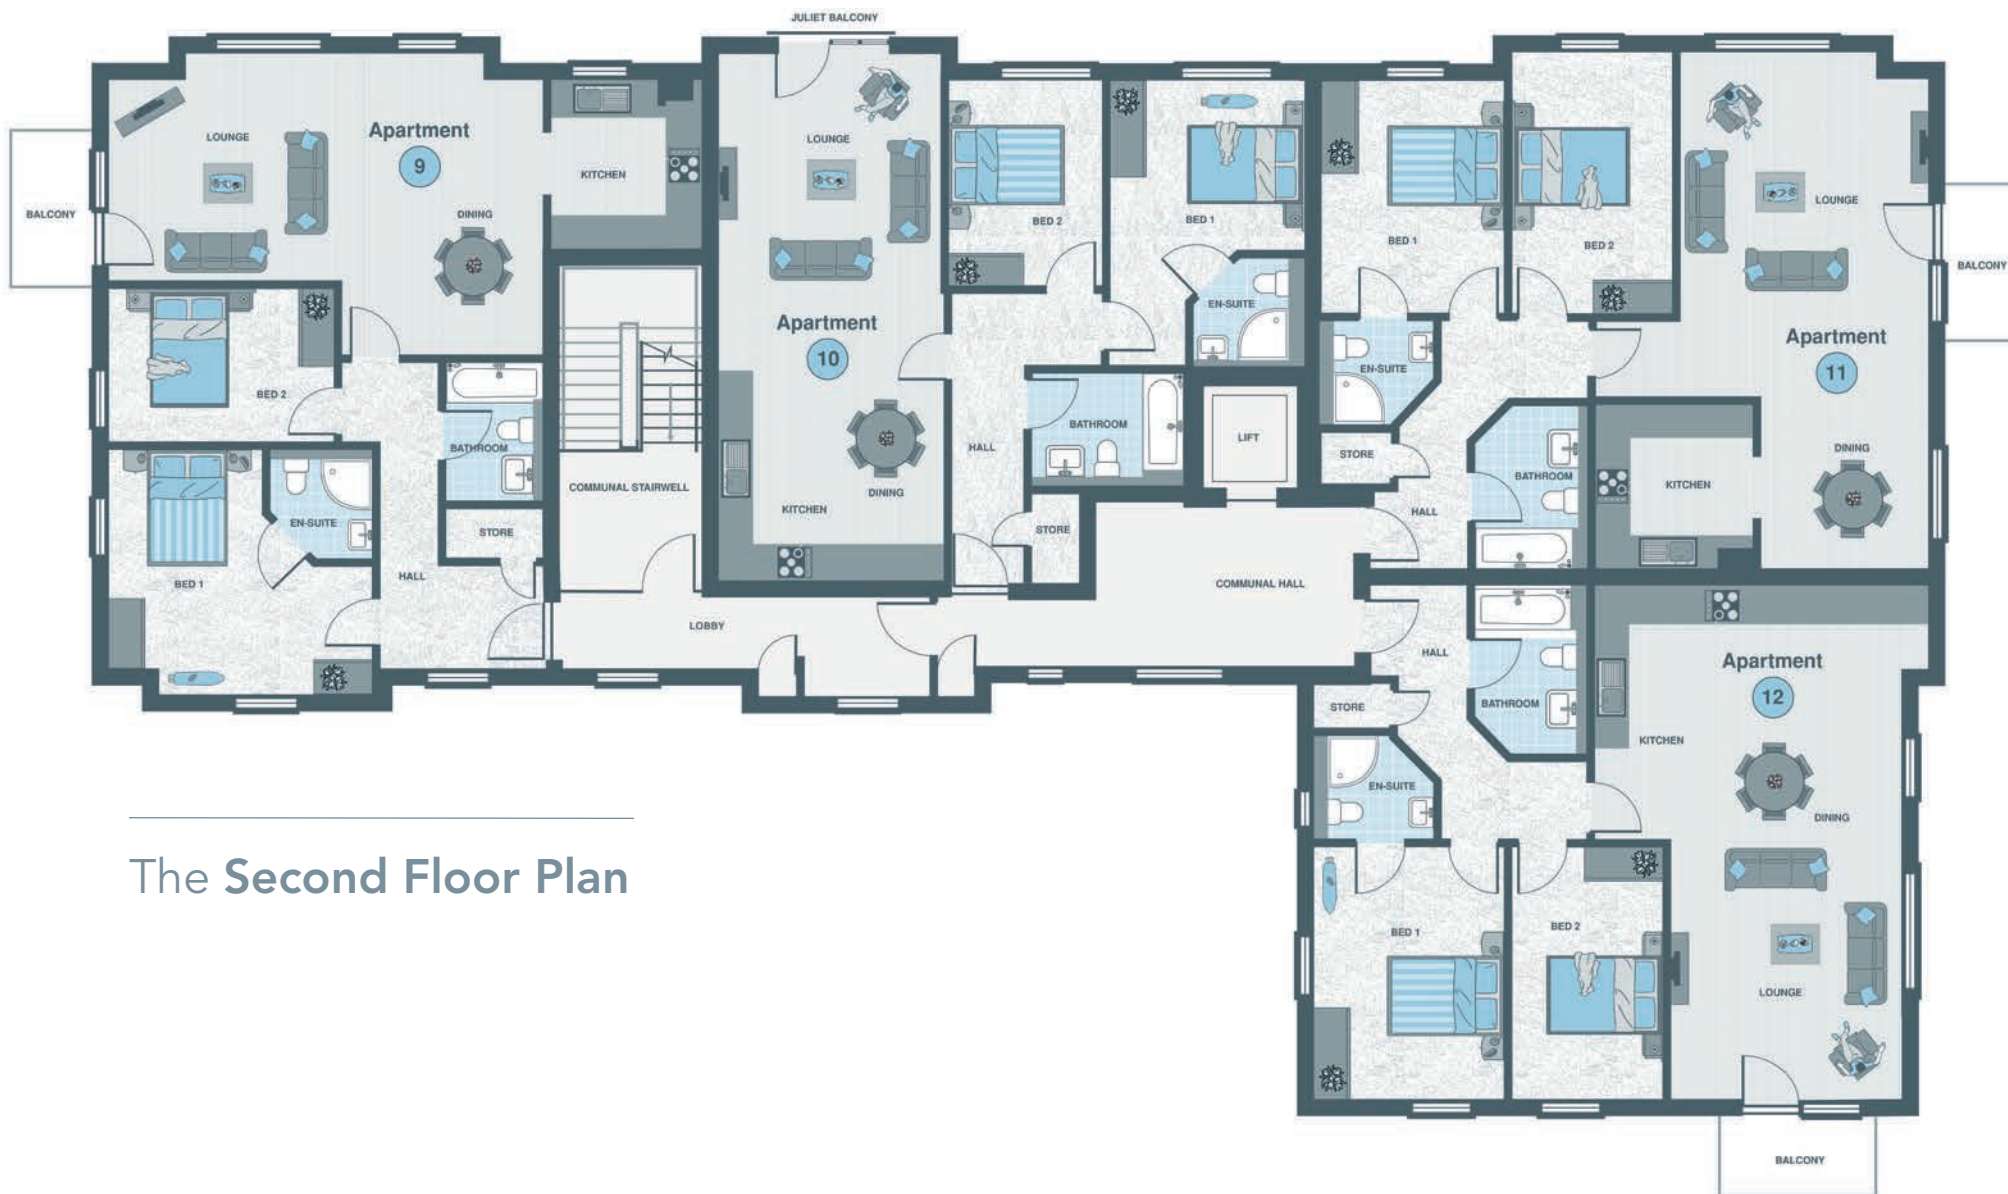 JULIET BALCONY
LOUNGE
Apartment
9
KITCHEN
DINING
BALCONY
BED 2
BATHROOM
BED 1
EN-SUITE
STORE
HALL
COMMUNAL STAIRWELL
LOBBY
LOUNGE
Apartment
10
DINING
KITCHEN
BED 2
BED 1
EN-SUITE
BATHROOM
HALL
STORE
LIFT
COMMUNAL HALL
BED 1
BED 2
LOUNGE
BALCONY
Apartment
11
EN-SUITE
STORE
BATHROOM
HALL
KITCHEN
DINING
HALL
BATHROOM
STORE
EN-SUITE
Apartment
12
KITCHEN
DINING
BED 1
BED 2
LOUNGE
BALCONY
The Second Floor Plan